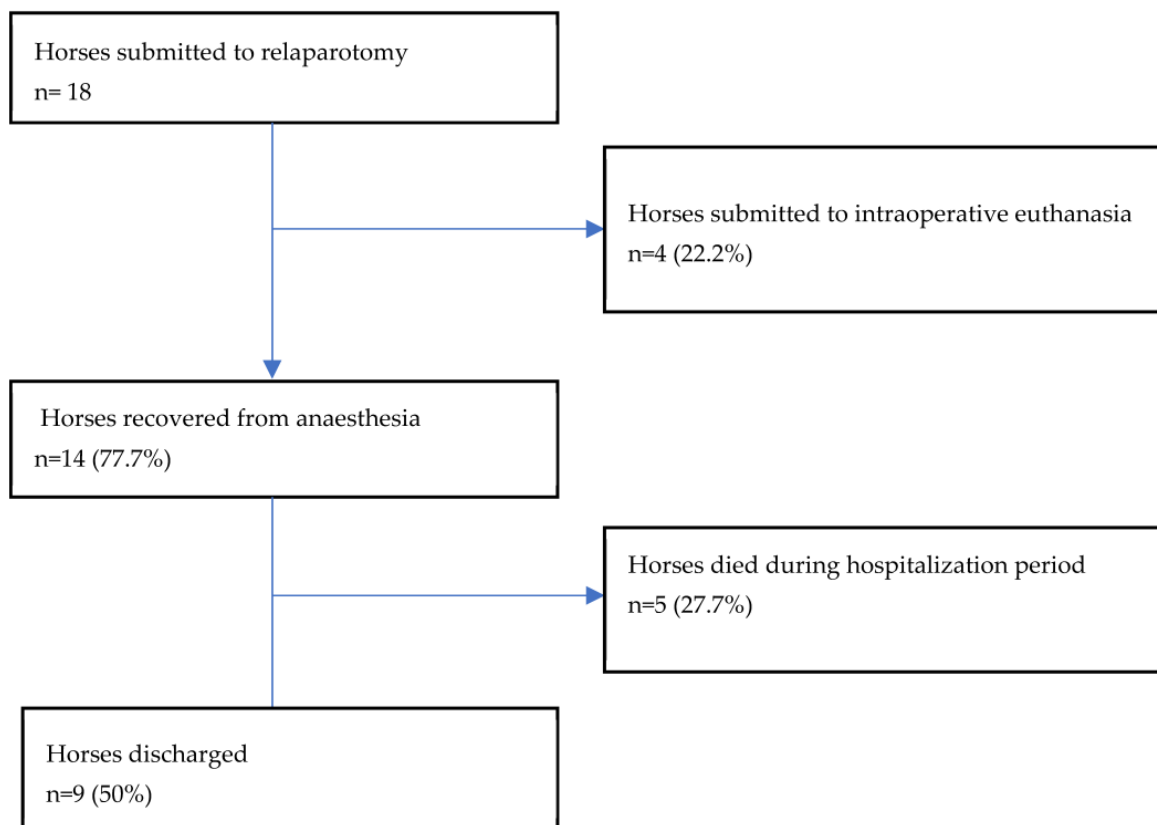 Horses submitted to relaparotomy
n= 18
Horses submitted to intraoperative euthanasia
n=4 (22.2%)
Horses recovered from anaesthesia
n=14 (77.7%)
Horses died during hospitalization period
n=5 (27.7%)
Horses discharged
n=9 (50%)